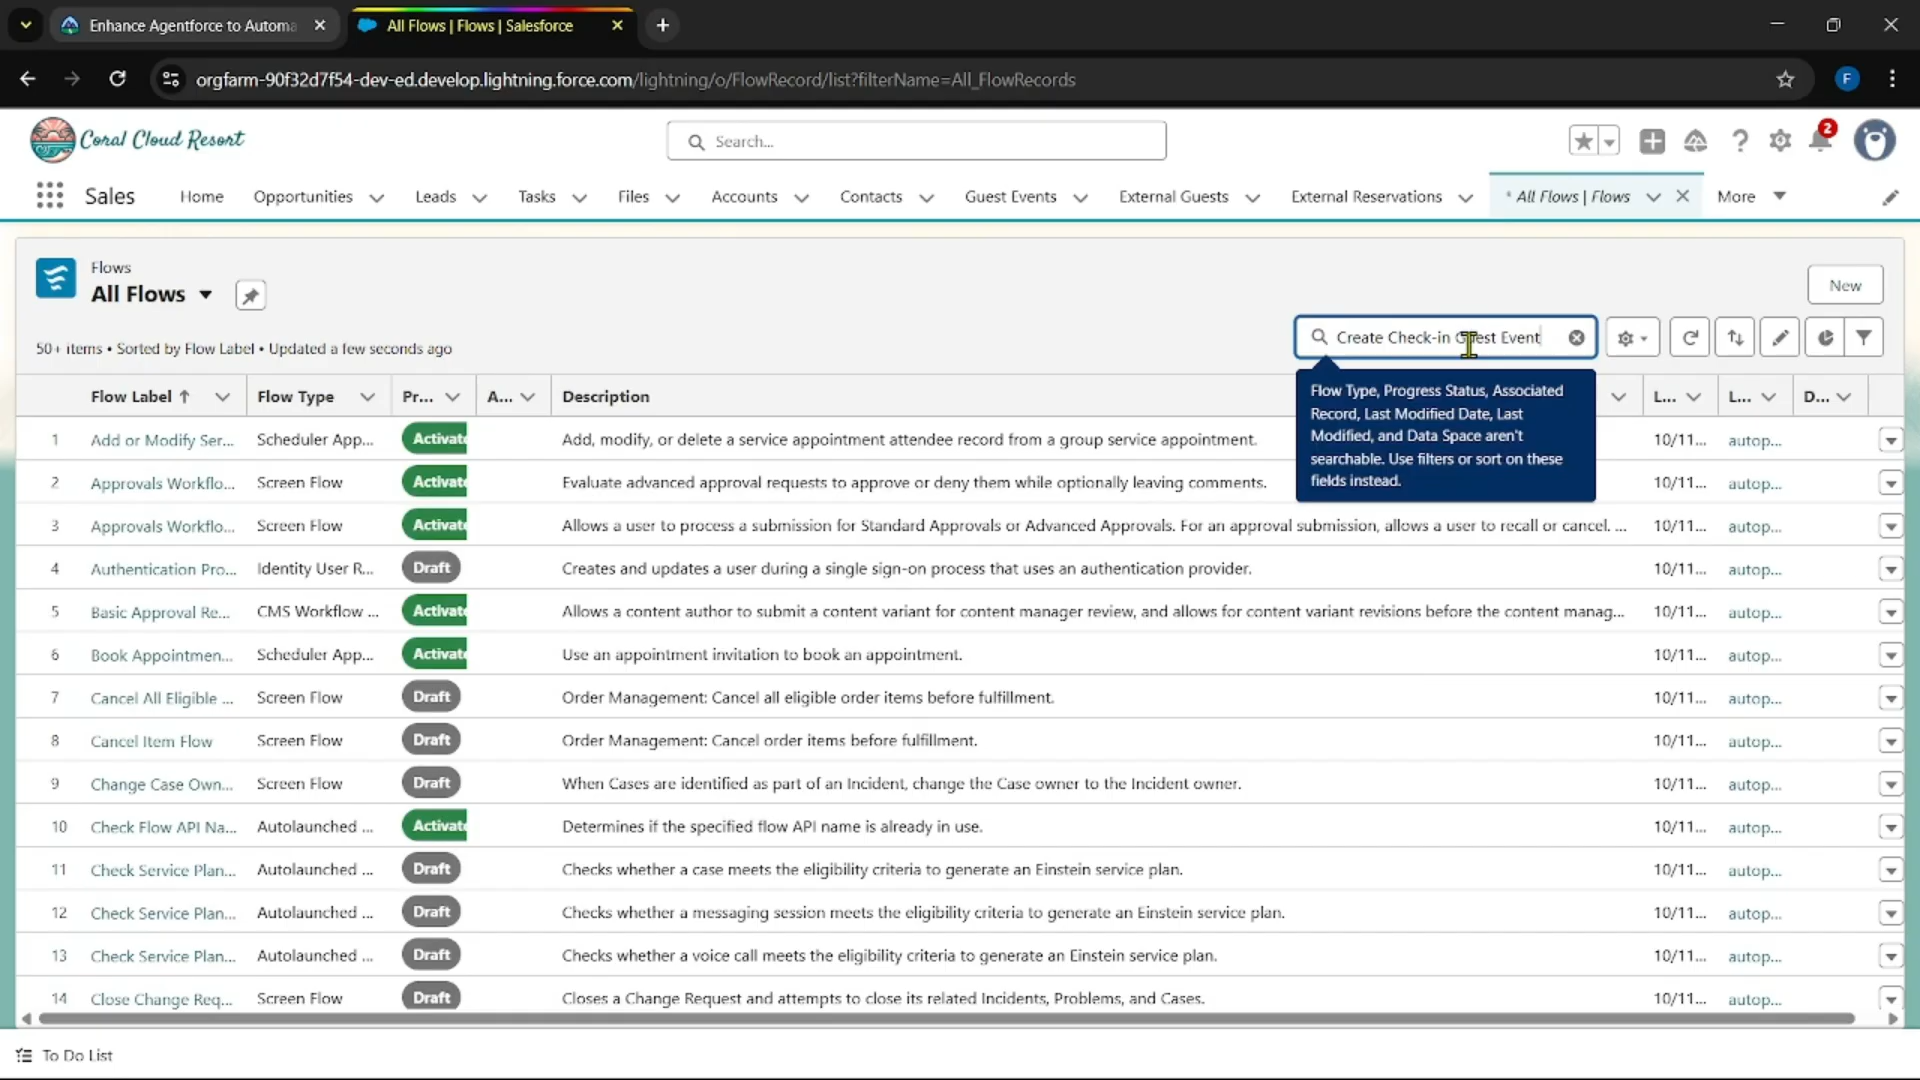 Enhance Agentforce to Automa
All Flows | Flows | Salesforce
orgfarm-90f32d7f54-dev-ed.develop.lightning.force.com/lightning/o/FlowRecord/list?filterName=All_FlowRecords
F
Coral Cloud Resort
Search...
2
Sales
Home
Opportunities
Leads
Tasks
Files
Accounts
Contacts
Guest Events
External Guests
External Reservations
* All Flows | Flows
More
Flows
All Flows
New
50+ items • Sorted by Flow Label • Updated a few seconds ago
Create Check-in Guest Event
Flow Type, Progress Status, Associated
Record, Last Modified Date, Last
Modified, and Data Space aren't
searchable. Use filters or sort on these
fields instead.
Flow Label ↑ Flow Type Pr... A... Description L... L... D...
1 Add or Modify Ser... Scheduler App... Activate Add, modify, or delete a service appointment attendee record from a group service appointment. 10/11... autop...
2 Approvals Workflo... Screen Flow Activate Evaluate advanced approval requests to approve or deny them while optionally leaving comments. 10/11... autop...
3 Approvals Workflo... Screen Flow Activate Allows a user to process a submission for Standard Approvals or Advanced Approvals. For an approval submission, allows a user to recall or cancel. ... 10/11... autop...
4 Authentication Pro... Identity User R... Draft Creates and updates a user during a single sign-on process that uses an authentication provider. 10/11... autop...
5 Basic Approval Re... CMS Workflow ... Activate Allows a content author to submit a content variant for content manager review, and allows for content variant revisions before the content manag... 10/11... autop...
6 Book Appointmen... Scheduler App... Activate Use an appointment invitation to book an appointment. 10/11... autop...
7 Cancel All Eligible ... Screen Flow Draft Order Management: Cancel all eligible order items before fulfillment. 10/11... autop...
8 Cancel Item Flow Screen Flow Draft Order Management: Cancel order items before fulfillment. 10/11... autop...
9 Change Case Own... Screen Flow Draft When Cases are identified as part of an Incident, change the Case owner to the Incident owner. 10/11... autop...
10 Check Flow API Na... Autolaunched ... Activate Determines if the specified flow API name is already in use. 10/11... autop...
11 Check Service Plan... Autolaunched ... Draft Checks whether a case meets the eligibility criteria to generate an Einstein service plan. 10/11... autop...
12 Check Service Plan... Autolaunched ... Draft Checks whether a messaging session meets the eligibility criteria to generate an Einstein service plan. 10/11... autop...
13 Check Service Plan... Autolaunched ... Draft Checks whether a voice call meets the eligibility criteria to generate an Einstein service plan. 10/11... autop...
14 Close Change Req... Screen Flow Draft Closes a Change Request and attempts to close its related Incidents, Problems, and Cases. 10/11... autop...
To Do List